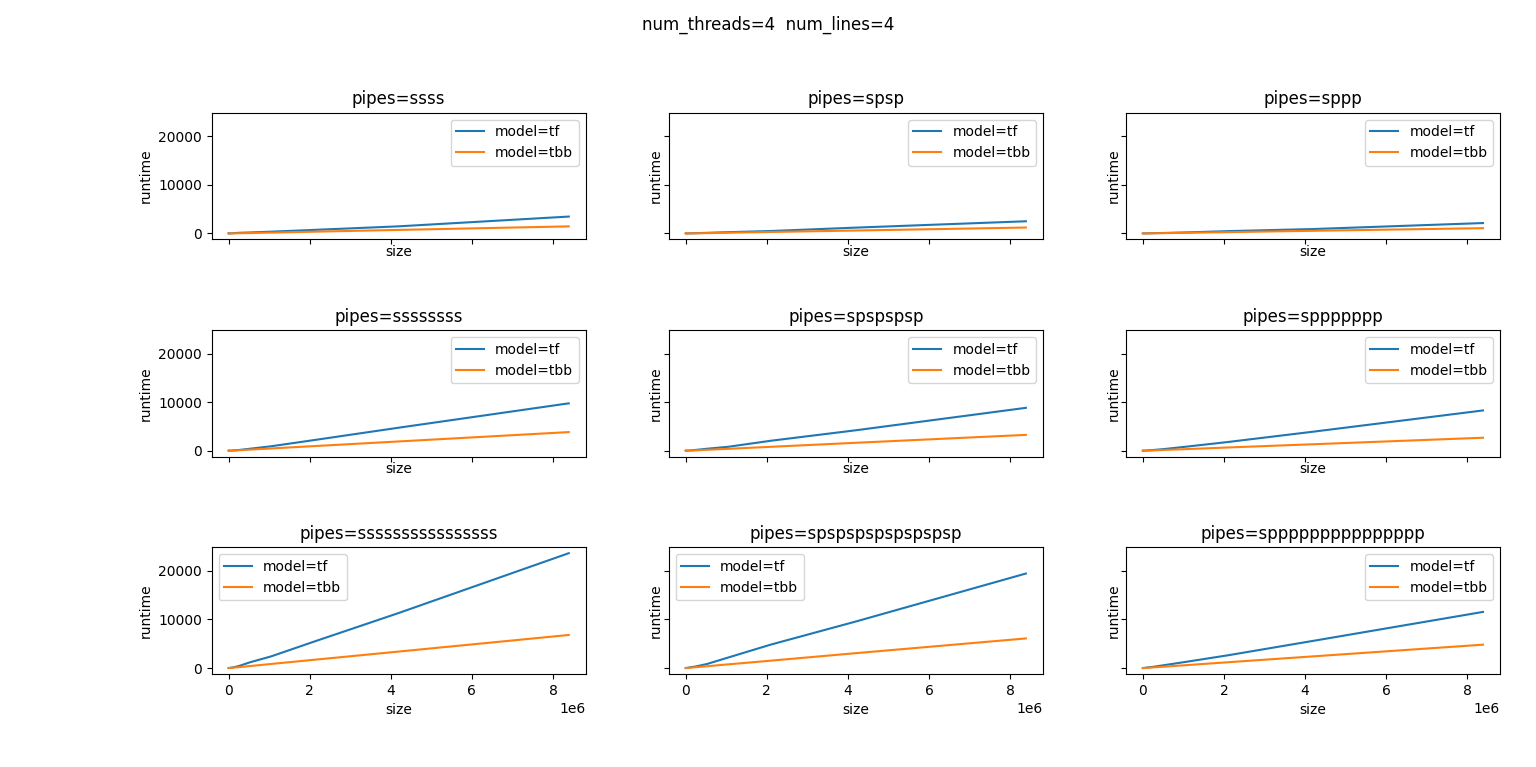 num_threads=4  num_lines=4
pipes=ssss
20000
10000
0
runtime
size
model=tf
model=tbb
pipes=spsp
runtime
size
model=tf
model=tbb
pipes=sppp
runtime
size
model=tf
model=tbb
pipes=ssssssss
20000
10000
0
runtime
size
model=tf
model=tbb
pipes=spspspsp
runtime
size
model=tf
model=tbb
pipes=sppppppp
runtime
size
model=tf
model=tbb
pipes=ssssssssssssssss
20000
10000
0
runtime
model=tf
model=tbb
0 2 4 6 8
size
1e6
pipes=spspspspspspspsp
runtime
model=tf
model=tbb
0 2 4 6 8
size
1e6
pipes=sppppppppppppppp
runtime
model=tf
model=tbb
0 2 4 6 8
size
1e6